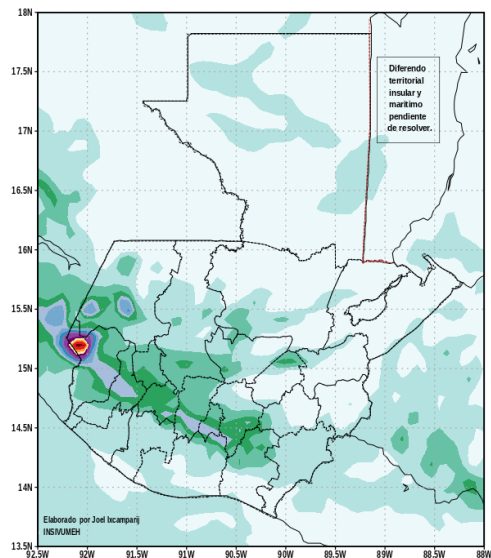 18N
17.5N
17N
16.5N
16N
15.5N
15N
14.5N
14N
13.5N
Diferendo
territorial
insular y
marítimo
pendiente
de resolver.
Elaborado por Joel Ixcamparij
INSIVUMEH
92.5W 92W 91.5W 91W 90.5W 90W 89.5W 89W 88.5W 88W